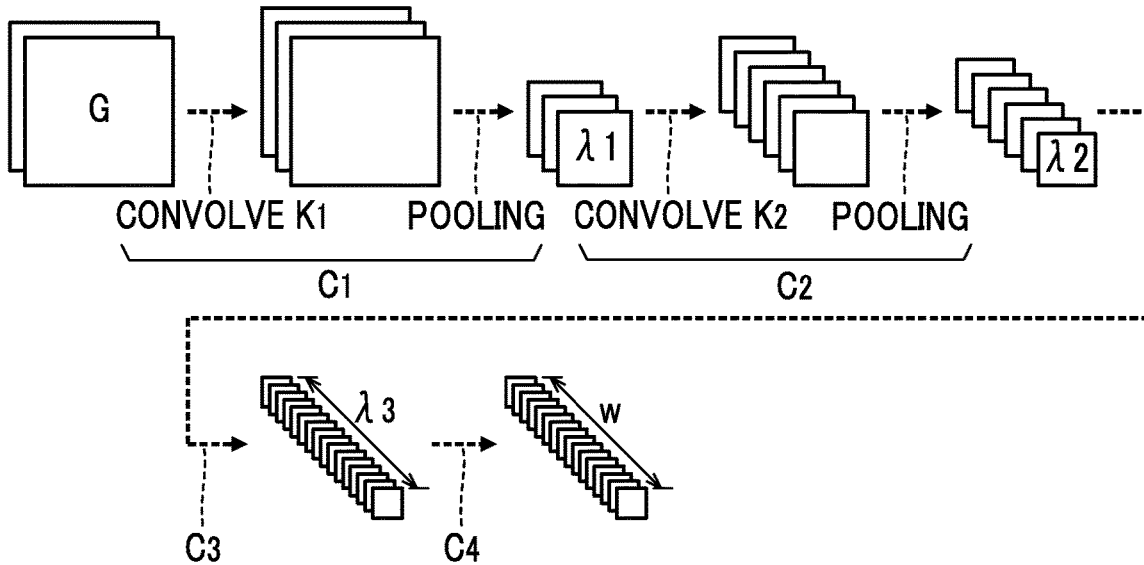 G
λ1
λ2
CONVOLVE K1
POOLING
CONVOLVE K2
POOLING
C1
C2
λ3
w
C3
C4